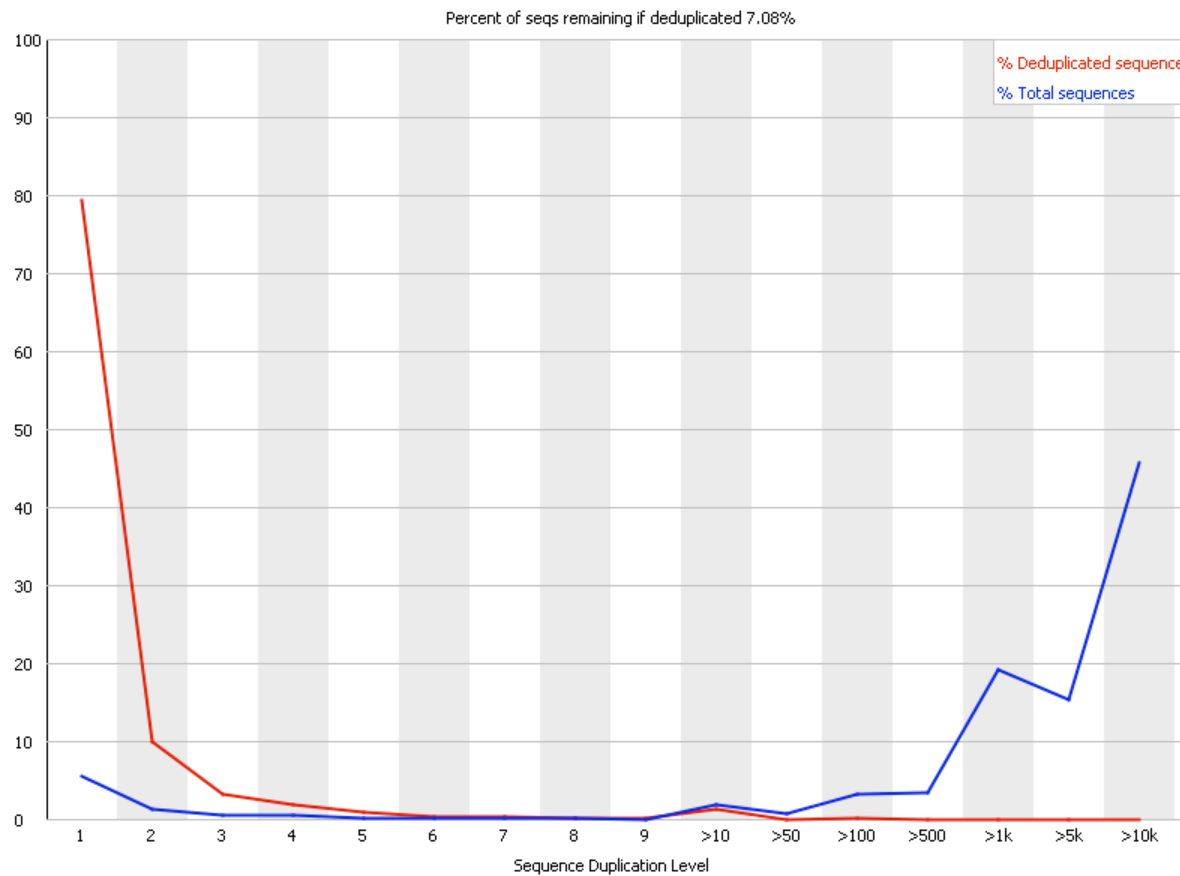 Percent of seqs remaining if deduplicated 7.08%
100
% Deduplicated sequence
% Total sequences
90
80
70
60
50
40
30
20
10
0
1 2 3 4 5 6 7 8 9 >10 >50 >100 >500 >1k >5k >10k
Sequence Duplication Level